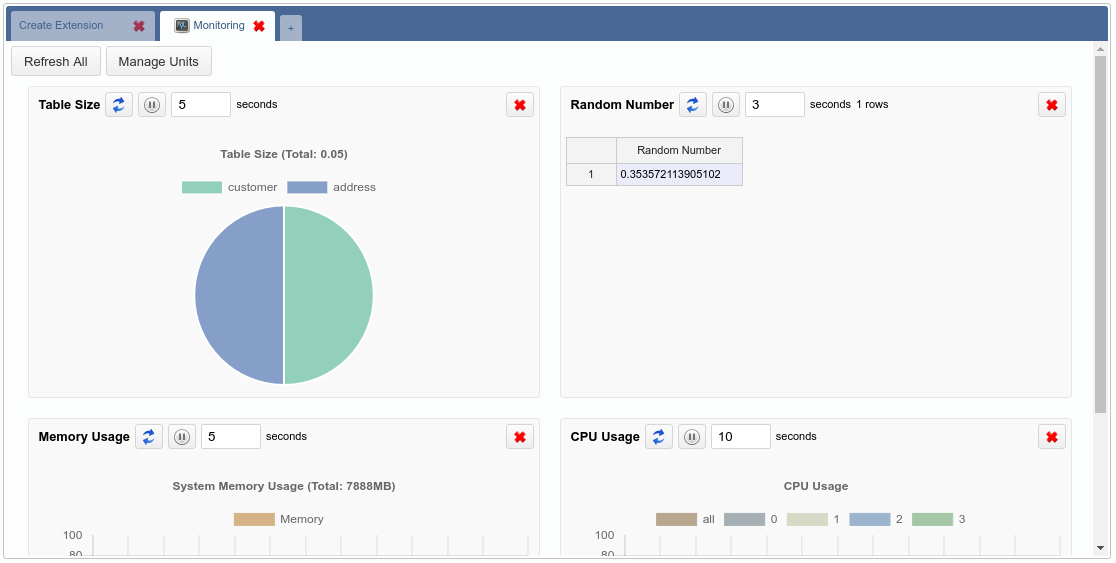 Create Extension Monitoring +
Refresh All Manage Units
Table Size 5 seconds
Table Size (Total: 0.05)
customer address
Random Number 3 seconds 1 rows
Random Number
1 0.353572113905102
Memory Usage 5 seconds
System Memory Usage (Total: 7888MB)
Memory
100
80
CPU Usage 10 seconds
CPU Usage
all 0 1 2 3
100
80